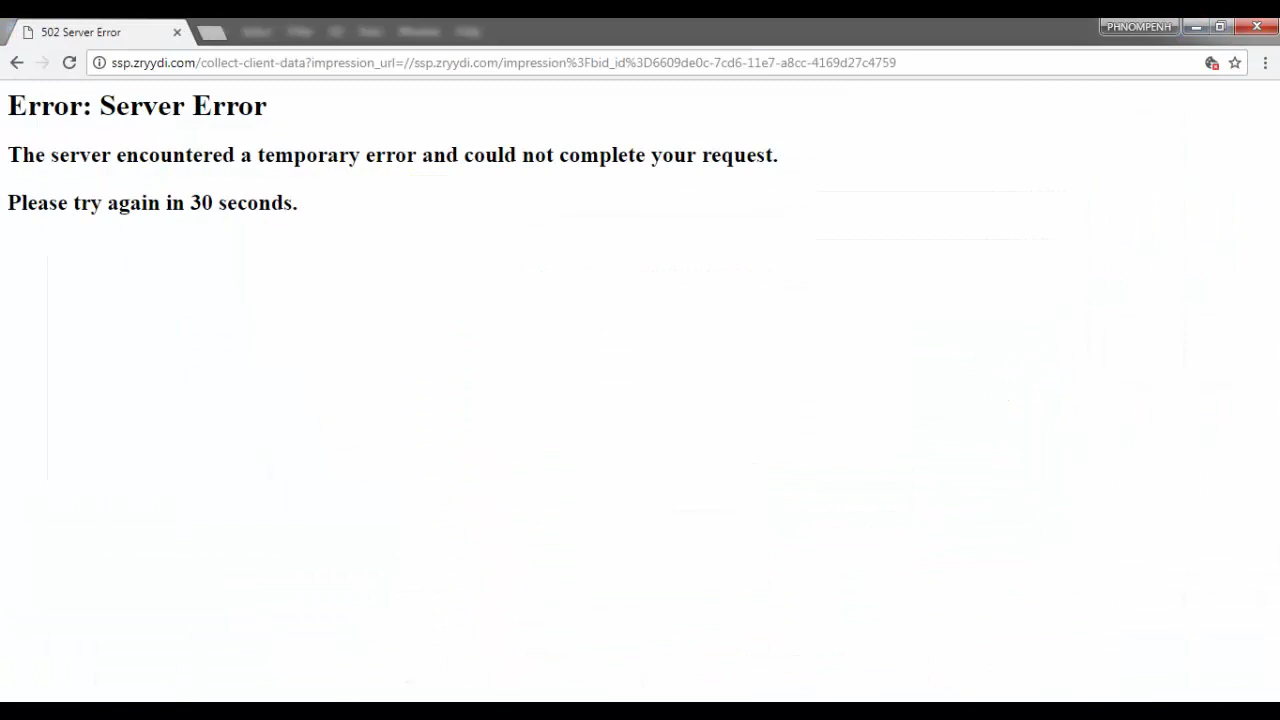 502 Server Error
PHNOMPENH
ssp.zryydi.com/collect-client-data?impression_url=//ssp.zryydi.com/impression%3Fbid_id%3D6609de0c-7cd6-11e7-a8cc-4169d27c4759
Error: Server Error
The server encountered a temporary error and could not complete your request.
Please try again in 30 seconds.